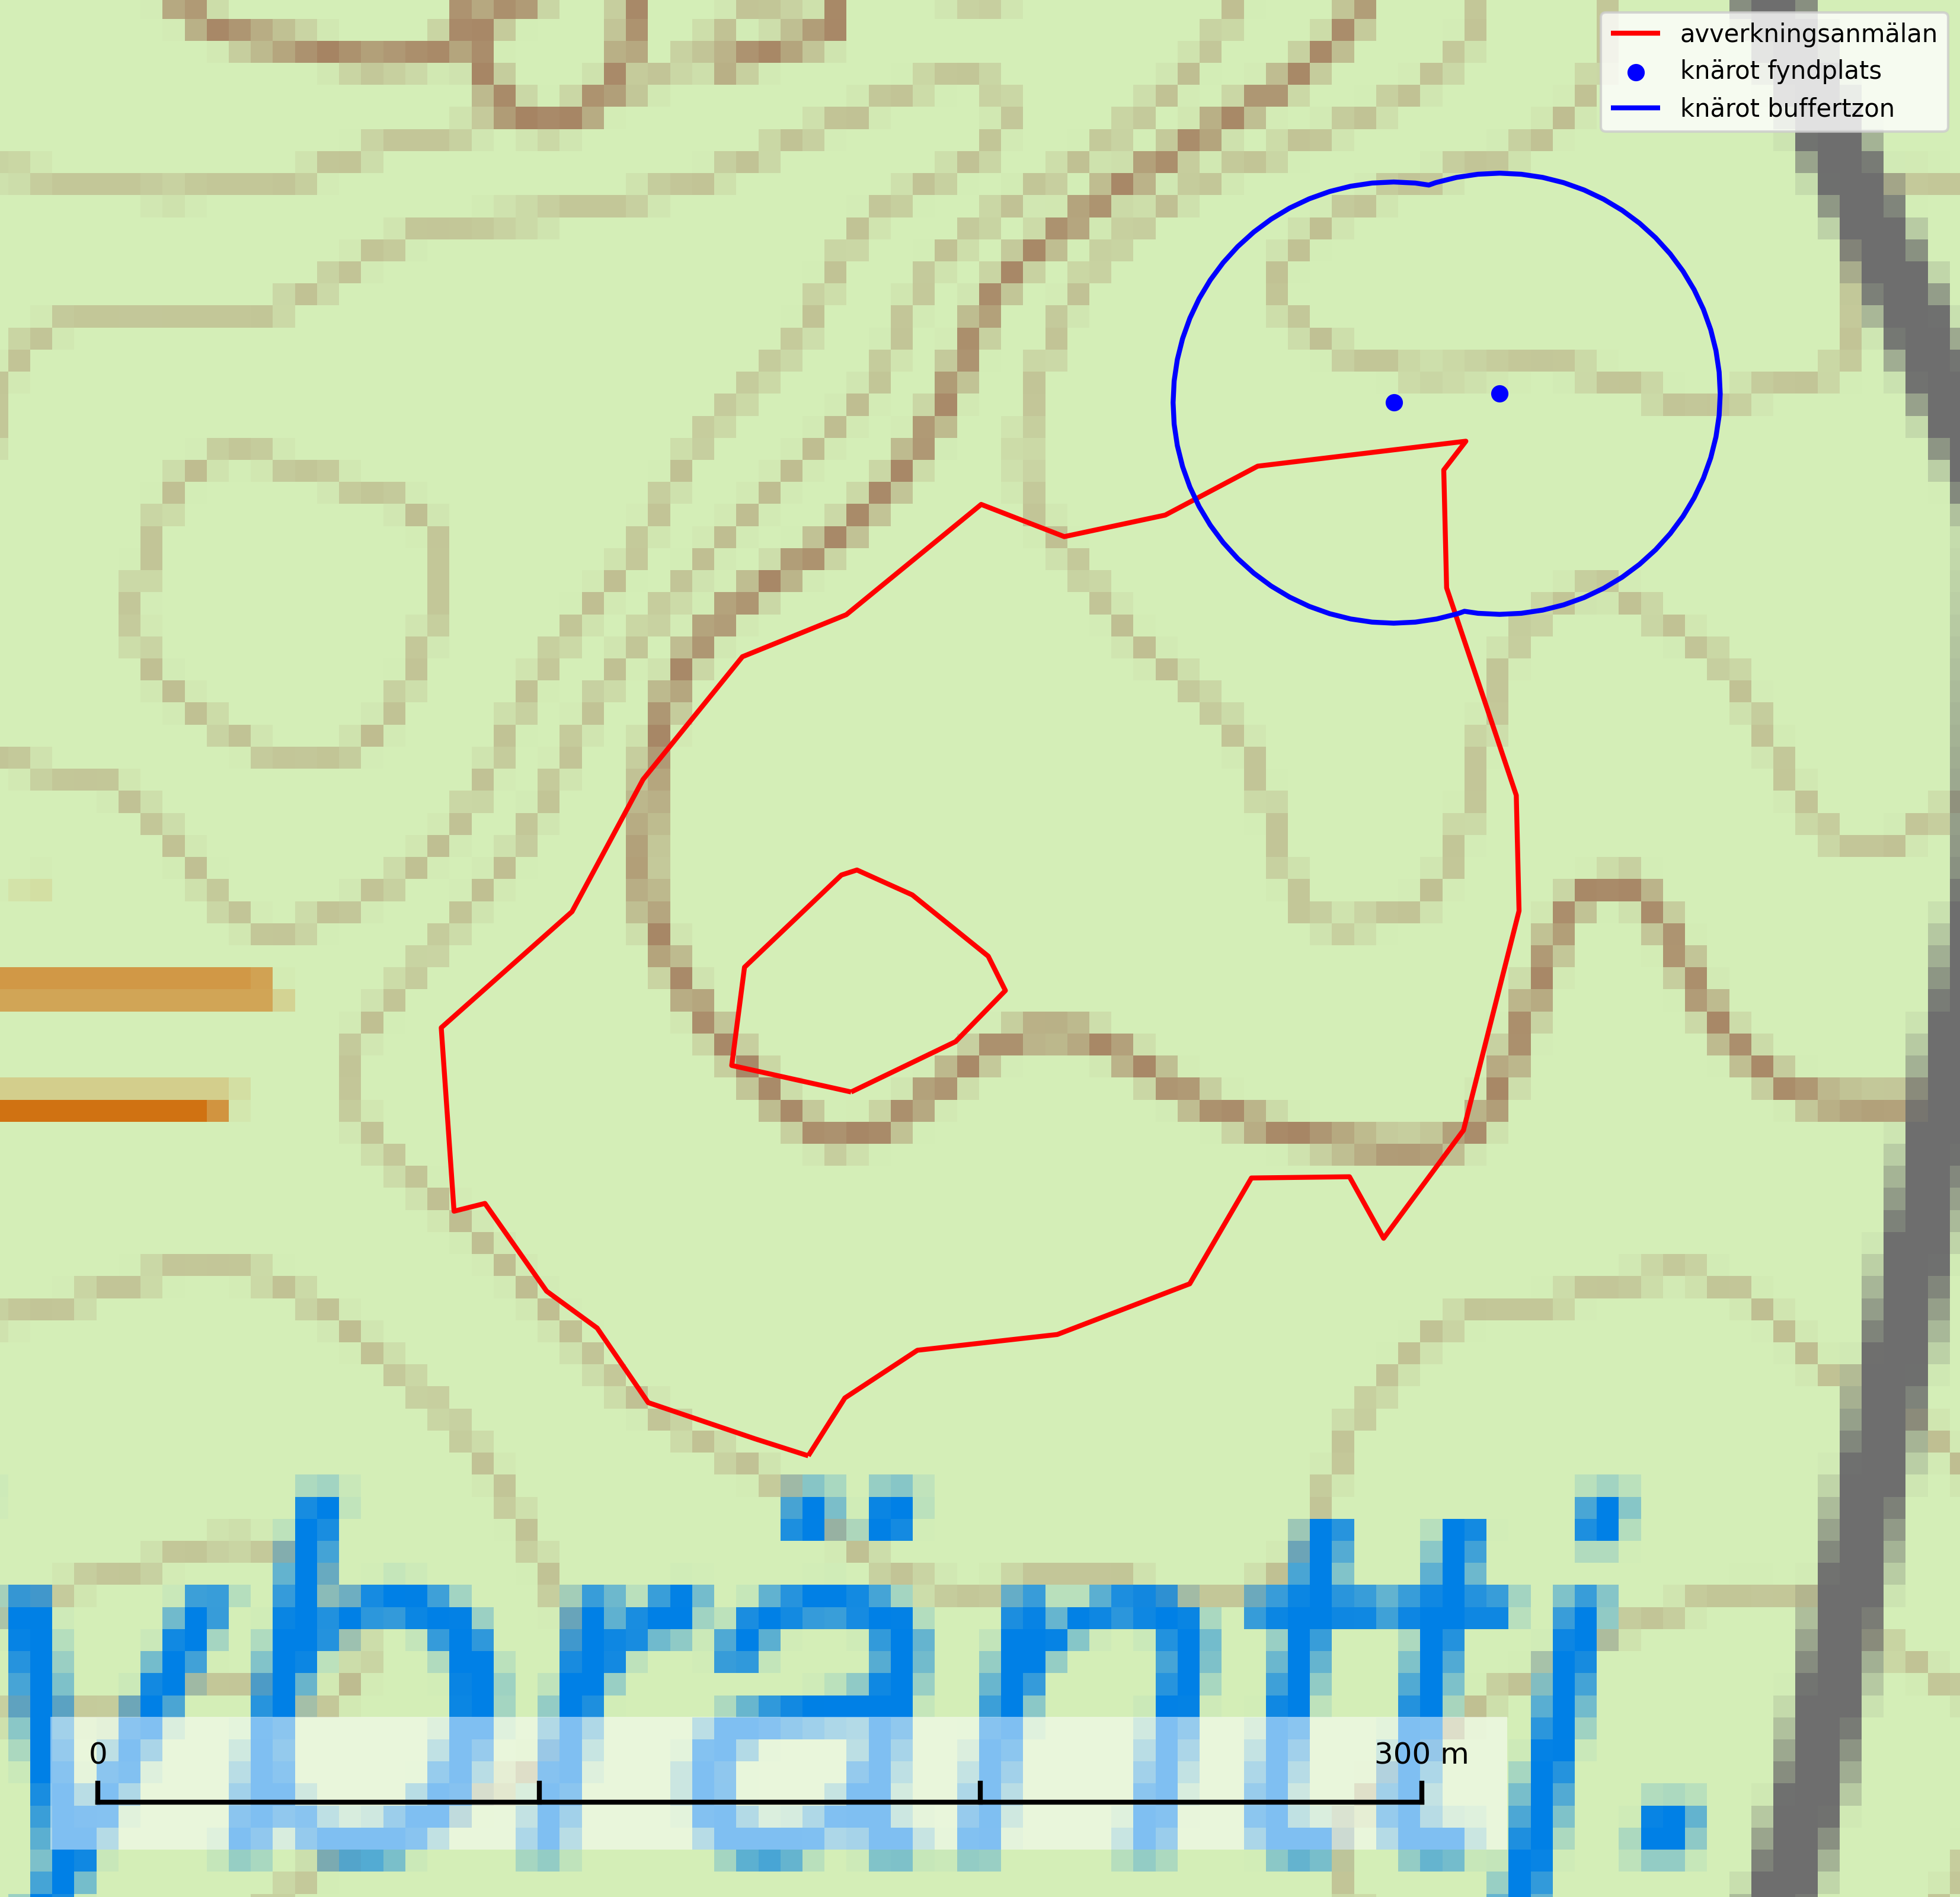 avverkningsanmälan
knärot fyndplats
knärot buffertzon
0 300 m